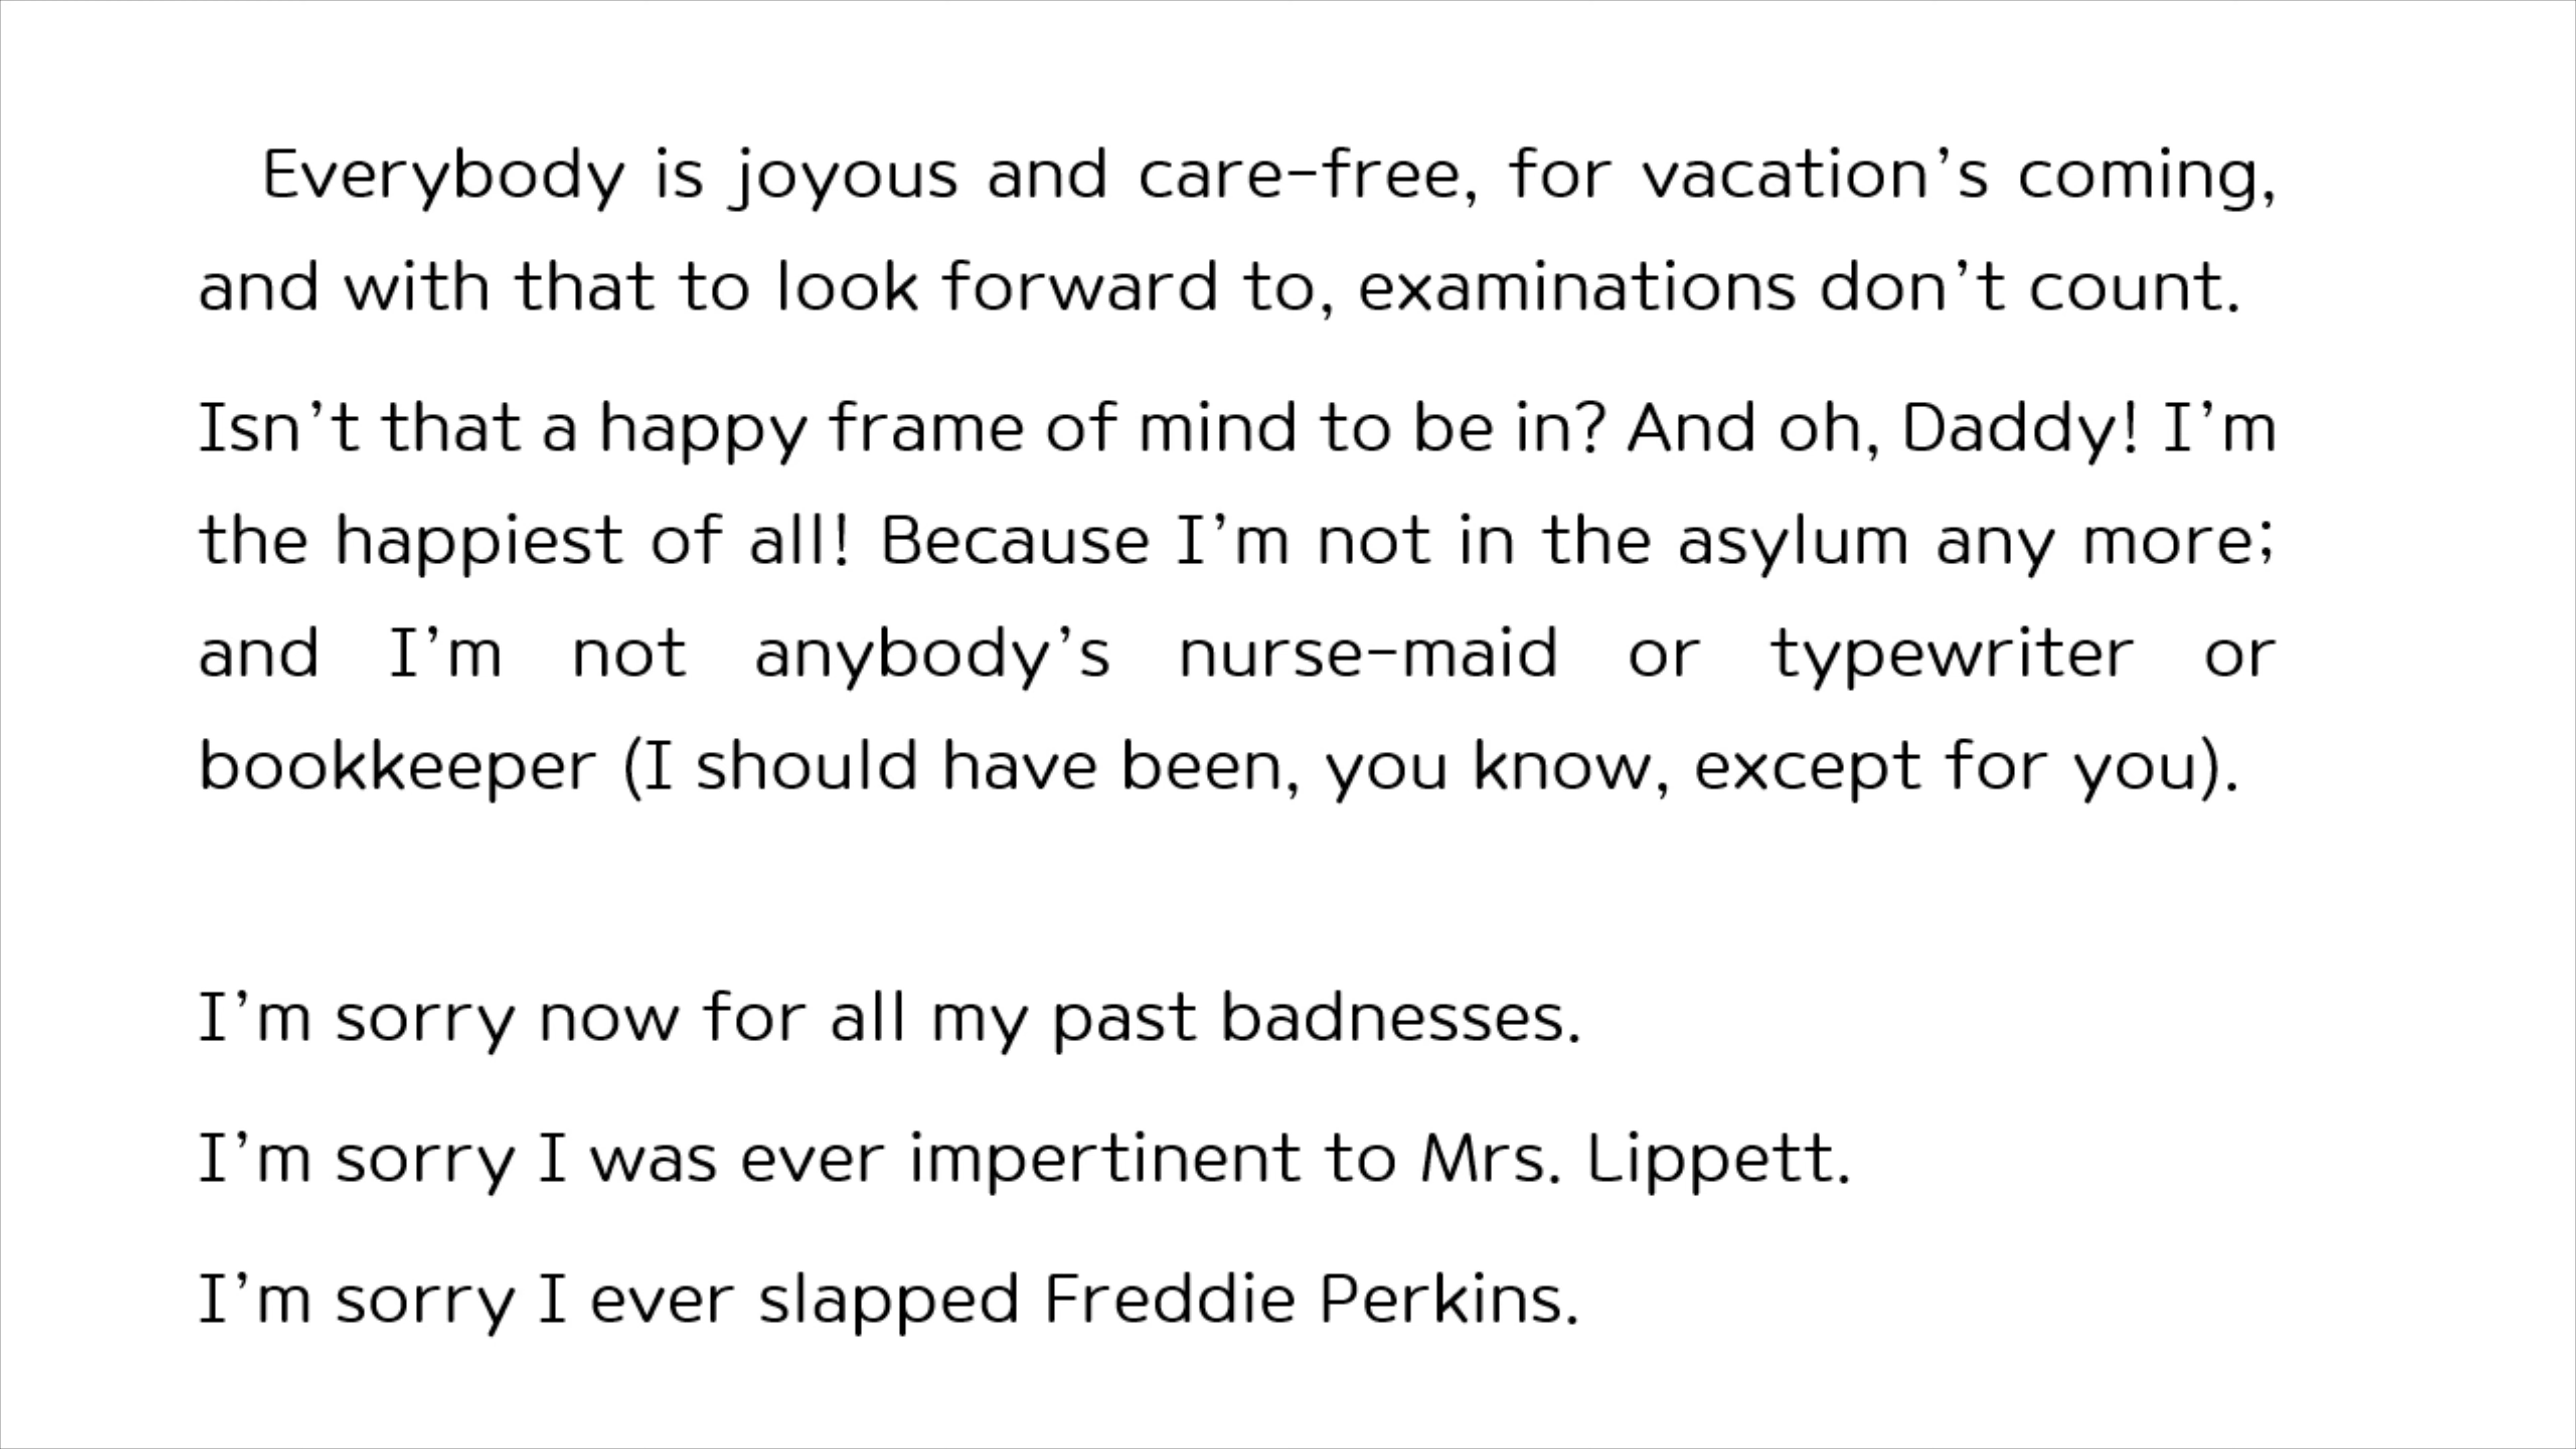 Everybody is joyous and care-free, for vacation’s coming,
and with that to look forward to, examinations don’t count.
Isn’t that a happy frame of mind to be in? And oh, Daddy! I’m
the happiest of all! Because I’m not in the asylum any more;
and I’m not anybody’s nurse-maid or typewriter or
bookkeeper (I should have been, you know, except for you).
I’m sorry now for all my past badnesses.
I’m sorry I was ever impertinent to Mrs. Lippett.
I’m sorry I ever slapped Freddie Perkins.